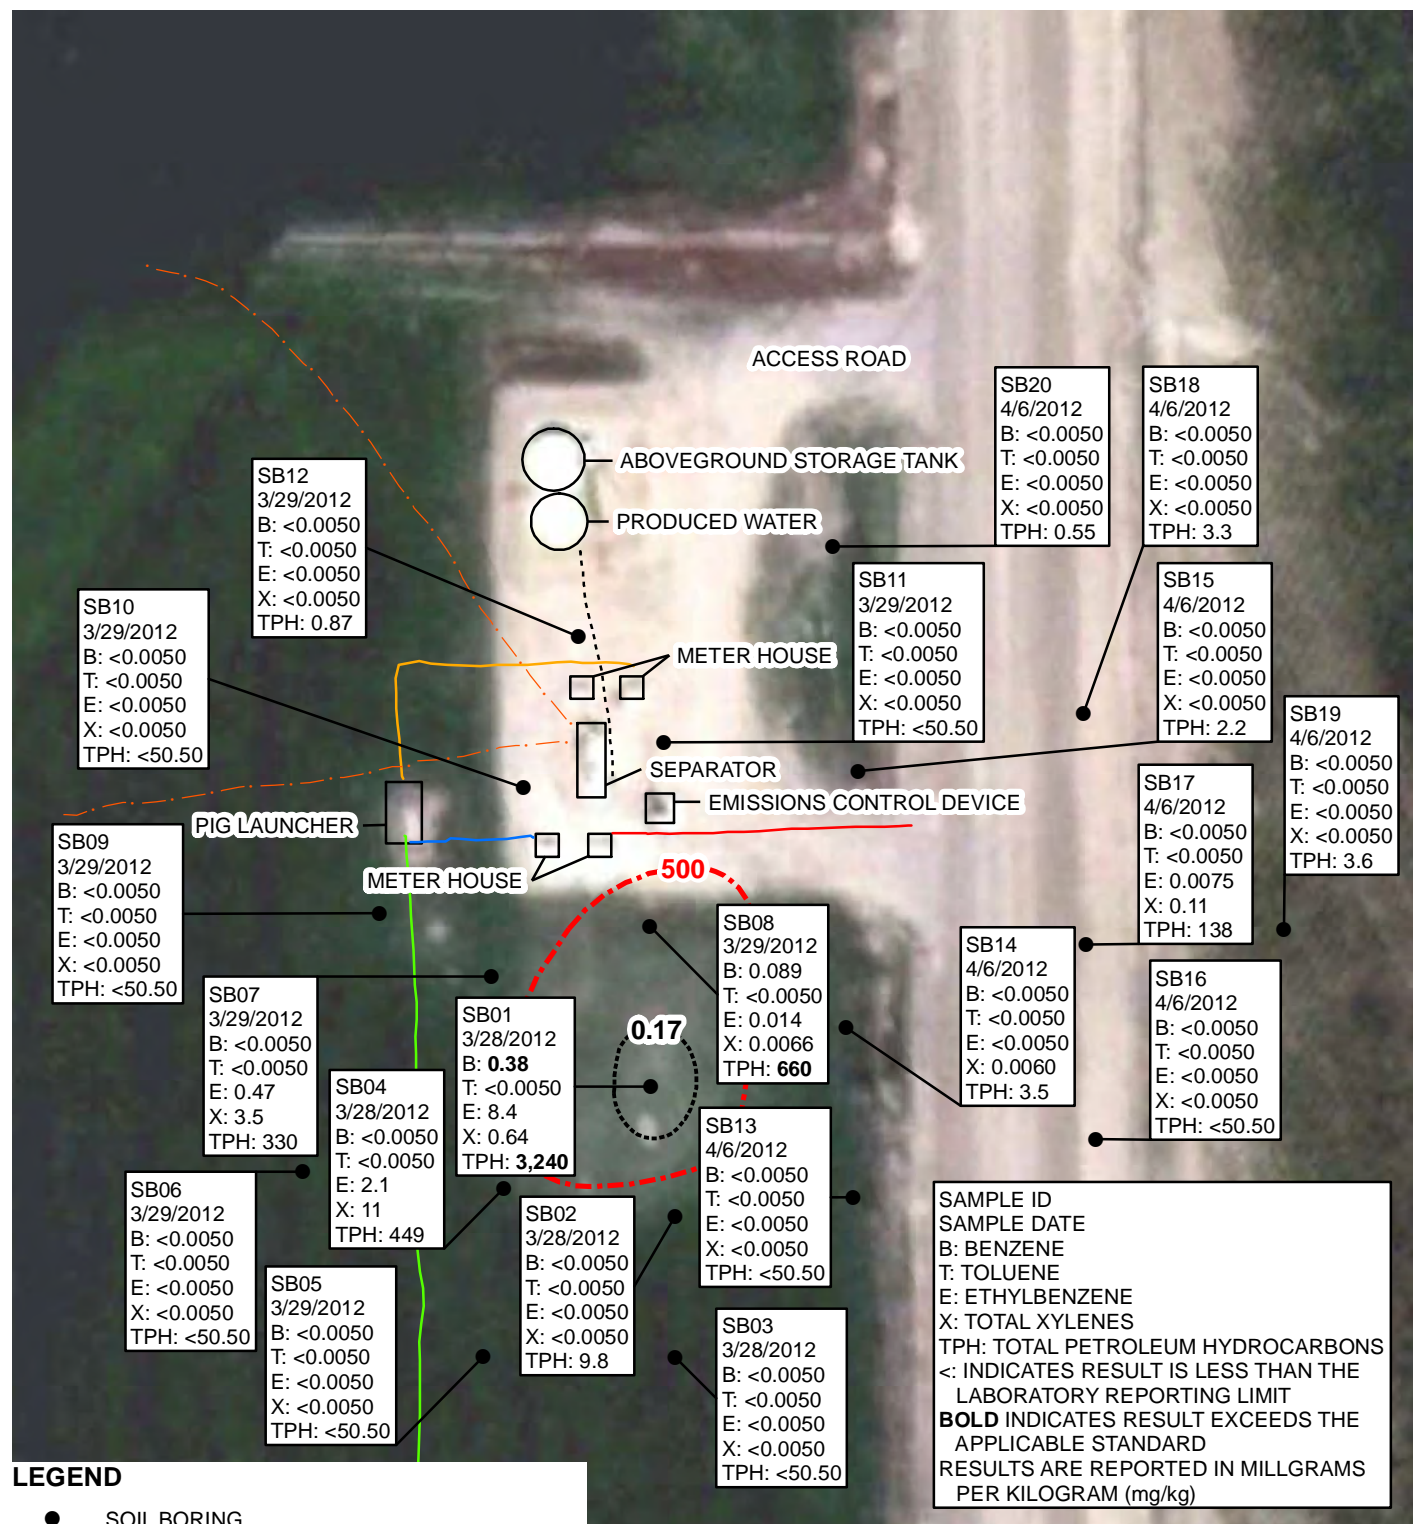 ACCESS ROAD
SB20
4/6/2012
B: <0.0050
T: <0.0050
E: <0.0050
X: <0.0050
TPH: 0.55
SB18
4/6/2012
B: <0.0050
T: <0.0050
E: <0.0050
X: <0.0050
TPH: 3.3
ABOVEGROUND STORAGE TANK
PRODUCED WATER
SB12
3/29/2012
B: <0.0050
T: <0.0050
E: <0.0050
X: <0.0050
TPH: 0.87
SB11
3/29/2012
B: <0.0050
T: <0.0050
E: <0.0050
X: <0.0050
TPH: <50.50
SB15
4/6/2012
B: <0.0050
T: <0.0050
E: <0.0050
X: <0.0050
TPH: 2.2
SB10
3/29/2012
B: <0.0050
T: <0.0050
E: <0.0050
X: <0.0050
TPH: <50.50
METER HOUSE
SB19
4/6/2012
B: <0.0050
T: <0.0050
E: <0.0050
X: <0.0050
TPH: 3.6
SEPARATOR
EMISSIONS CONTROL DEVICE
SB17
4/6/2012
B: <0.0050
T: <0.0050
E: 0.0075
X: 0.11
TPH: 138
PIG LAUNCHER
SB09
3/29/2012
B: <0.0050
T: <0.0050
E: <0.0050
X: <0.0050
TPH: <50.50
METER HOUSE
500
SB08
3/29/2012
B: 0.089
T: <0.0050
E: 0.014
X: 0.0066
TPH: 660
SB14
4/6/2012
B: <0.0050
T: <0.0050
E: <0.0050
X: 0.0060
TPH: 3.5
SB16
4/6/2012
B: <0.0050
T: <0.0050
E: <0.0050
X: <0.0050
TPH: <50.50
SB07
3/29/2012
B: <0.0050
T: <0.0050
E: 0.47
X: 3.5
TPH: 330
SB01
3/28/2012
B: 0.38
T: <0.0050
E: 8.4
X: 0.64
TPH: 3,240
0.17
SB04
3/28/2012
B: <0.0050
T: <0.0050
E: 2.1
X: 11
TPH: 449
SB13
4/6/2012
B: <0.0050
T: <0.0050
E: <0.0050
X: <0.0050
TPH: <50.50
SB06
3/29/2012
B: <0.0050
T: <0.0050
E: <0.0050
X: <0.0050
TPH: <50.50
SB02
3/28/2012
B: <0.0050
T: <0.0050
E: <0.0050
X: <0.0050
TPH: 9.8
SB05
3/29/2012
B: <0.0050
T: <0.0050
E: <0.0050
X: <0.0050
TPH: <50.50
SB03
3/28/2012
B: <0.0050
T: <0.0050
E: <0.0050
X: <0.0050
TPH: <50.50
SAMPLE ID
SAMPLE DATE
B: BENZENE
T: TOLUENE
E: ETHYLBENZENE
X: TOTAL XYLENES
TPH: TOTAL PETROLEUM HYDROCARBONS
<: INDICATES RESULT IS LESS THAN THE
LABORATORY REPORTING LIMIT
BOLD INDICATES RESULT EXCEEDS THE
APPLICABLE STANDARD
RESULTS ARE REPORTED IN MILLGRAMS
PER KILOGRAM (mg/kg)
LEGEND
SOIL BORING